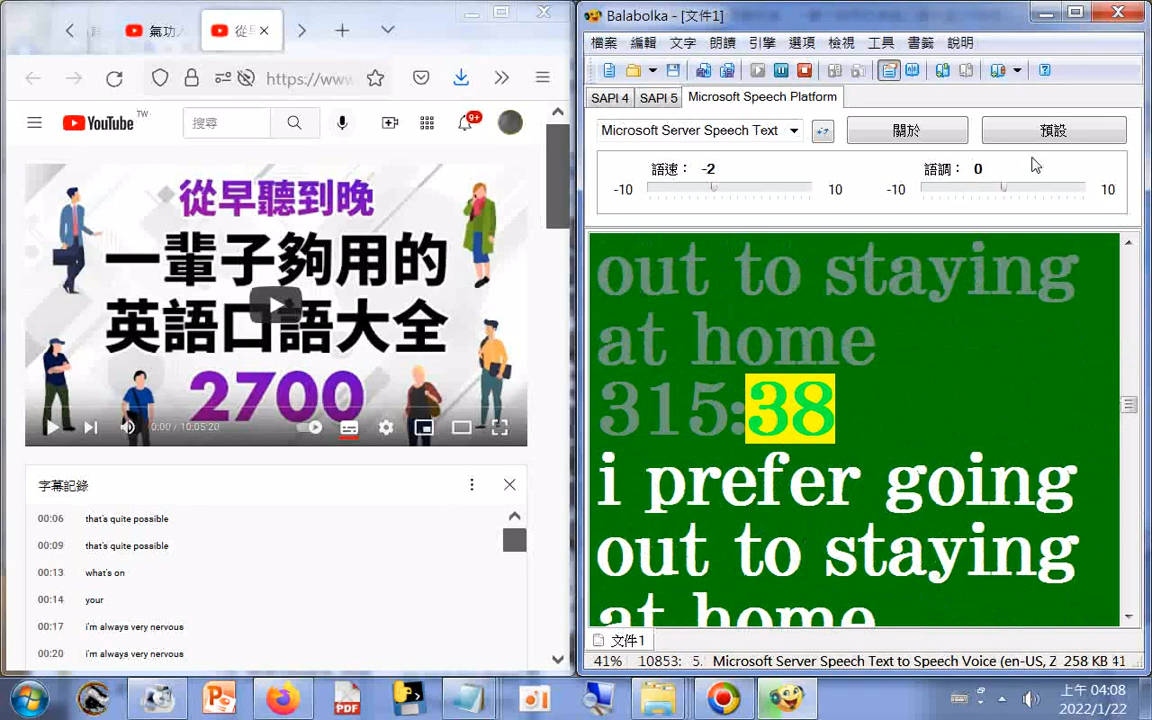 氣功
從
https://www
YouTube TW
搜尋
9+
從早聽到晚
一輩子夠用的
英語口語大全
2700
0:00 / 10:05:20
字幕記錄
00:06 that's quite possible
00:09 that's quite possible
00:13 what's on
00:14 your
00:17 i'm always very nervous
00:20 i'm always very nervous
Balabolka - [文件1]
檔案 編輯 文字 朗讀 引擎 選項 檢視 工具 書籤 說明
SAPI 4 SAPI 5 Microsoft Speech Platform
Microsoft Server Speech Text 關於 預設
語速： -2 語調： 0
-10 10 -10 10
out to staying
at home
315:38
i prefer going
out to staying
at home
文件1
41% 10853: 5. Microsoft Server Speech Text to Speech Voice (en-US, Z 258 KB 41
PDF
上午 04:08
2022/1/22